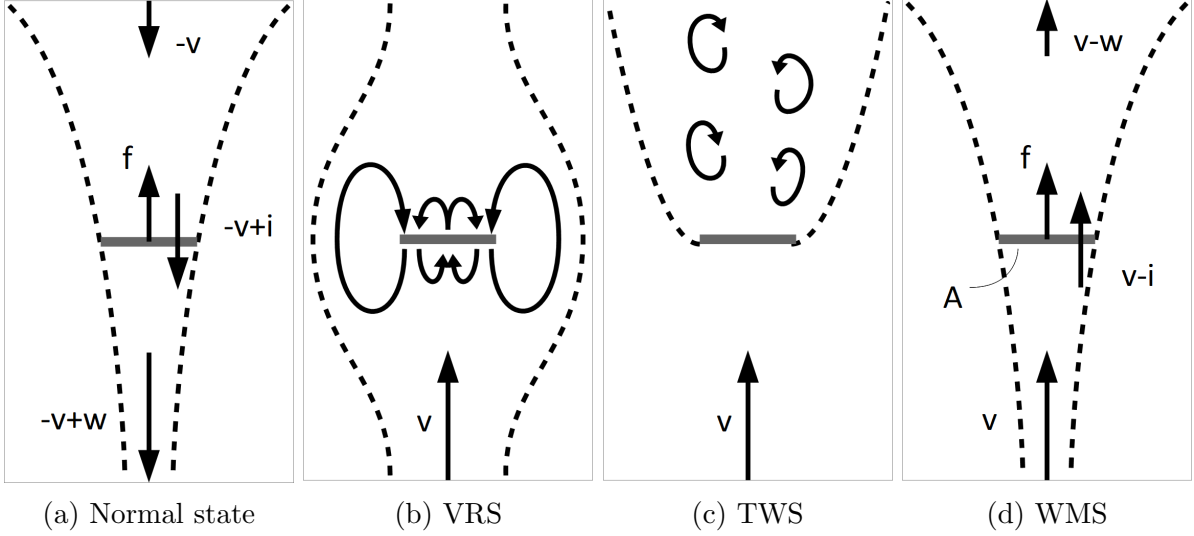 -v
f
-v+i
-v+w
(a) Normal state
v
(b) VRS
v
(c) TWS
v-w
f
A
v-i
v
(d) WMS